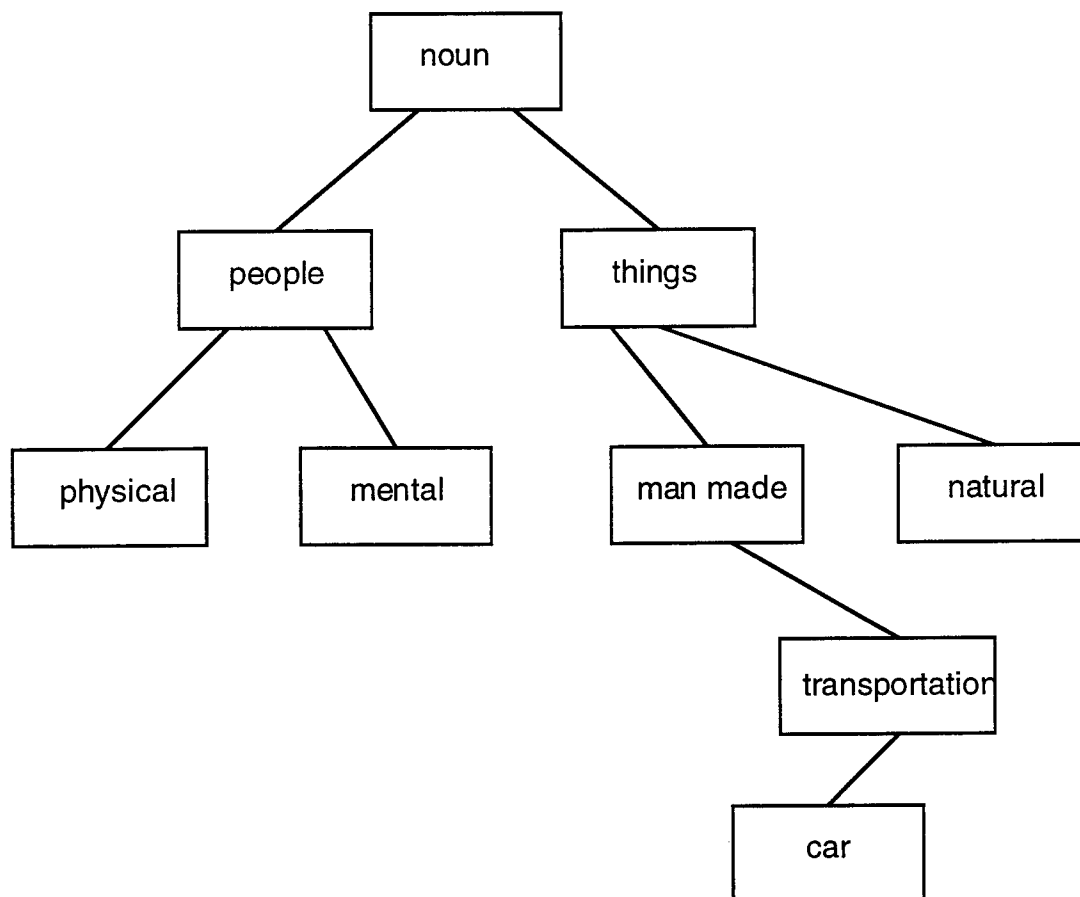 noun
people
things
physical
mental
man made
natural
transportation
car